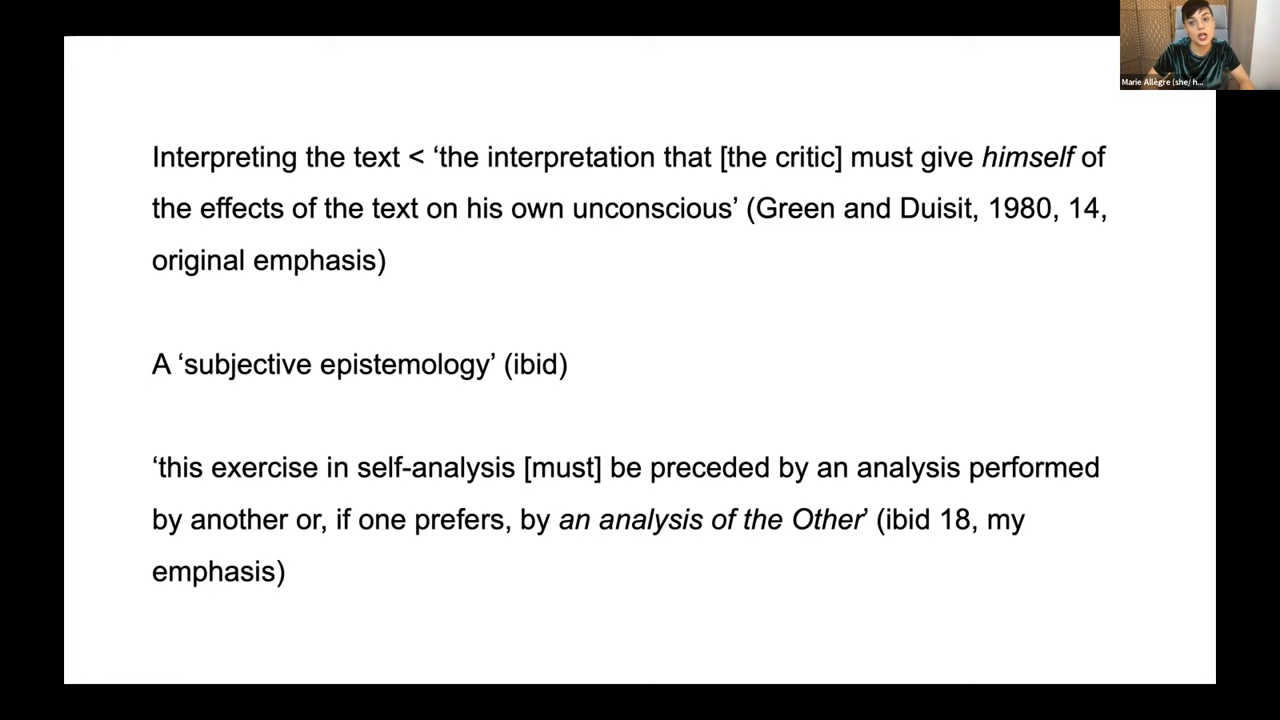 Marie Allègre (she/ h...
Interpreting the text < ‘the interpretation that [the critic] must give himself of
the effects of the text on his own unconscious’ (Green and Duisit, 1980, 14,
original emphasis)
A ‘subjective epistemology’ (ibid)
‘this exercise in self-analysis [must] be preceded by an analysis performed
by another or, if one prefers, by an analysis of the Other’ (ibid 18, my
emphasis)